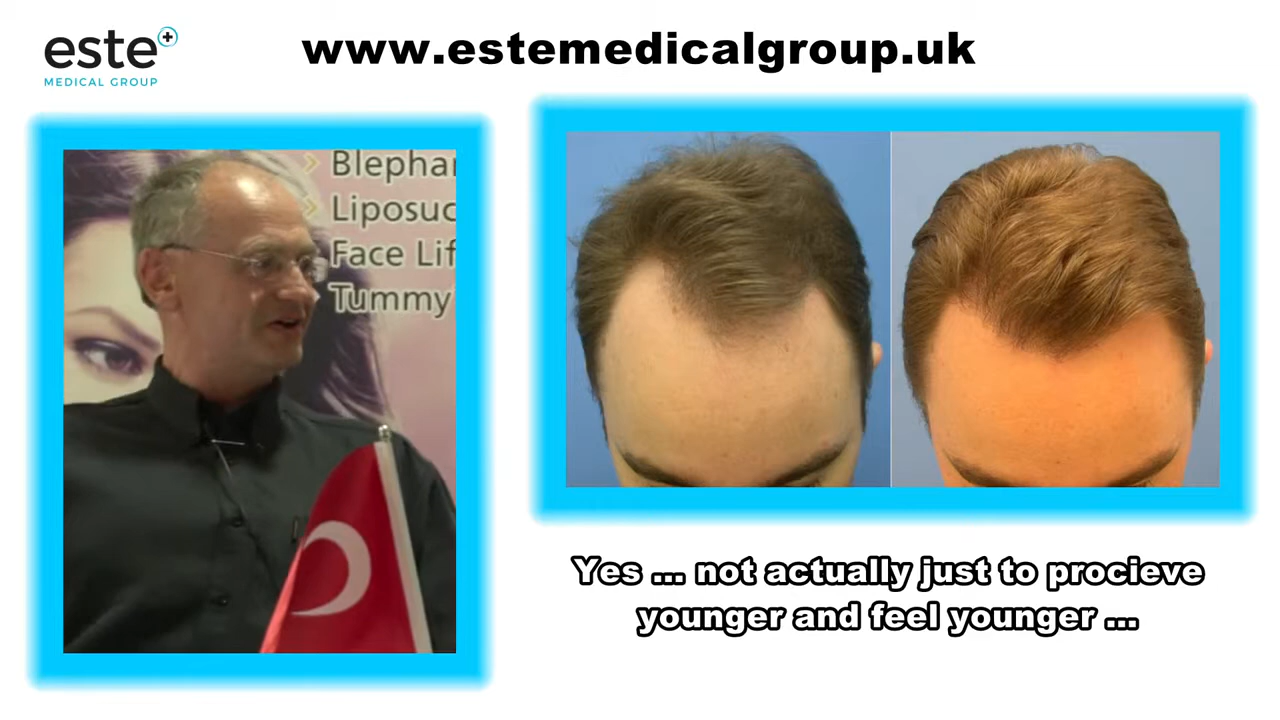 este+
MEDICAL GROUP
www.estemedicalgroup.uk
Blephar
Liposuc
Face Lif
Tummy
Yes ... not actually just to procieve
younger and feel younger ...